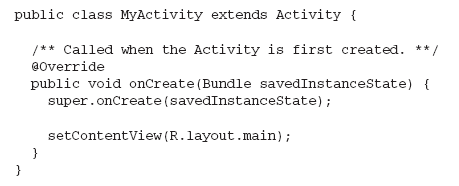 public class MyActivity extends Activity {
/** Called when the Activity is first created. **/
@Override
public void onCreate(Bundle savedInstanceState) {
super.onCreate(savedInstanceState);
setContentView(R.layout.main);
}
}